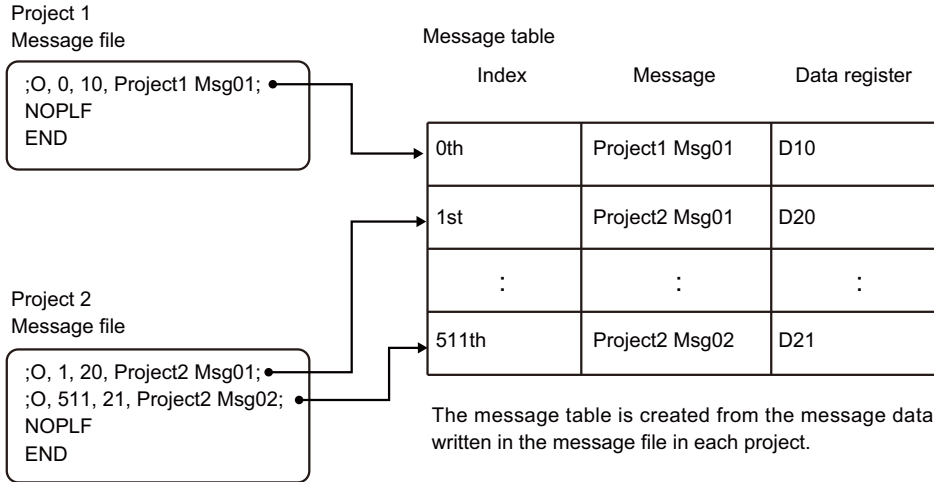 Project 1
Message file
;O, 0, 10, Project1 Msg01;
NOPLF
END
Project 2
Message file
;O, 1, 20, Project2 Msg01;
;O, 511, 21, Project2 Msg02;
NOPLF
END
Message table
Index Message Data register
0th Project1 Msg01 D10
1st Project2 Msg01 D20
: : :
511th Project2 Msg02 D21
The message table is created from the message data
written in the message file in each project.